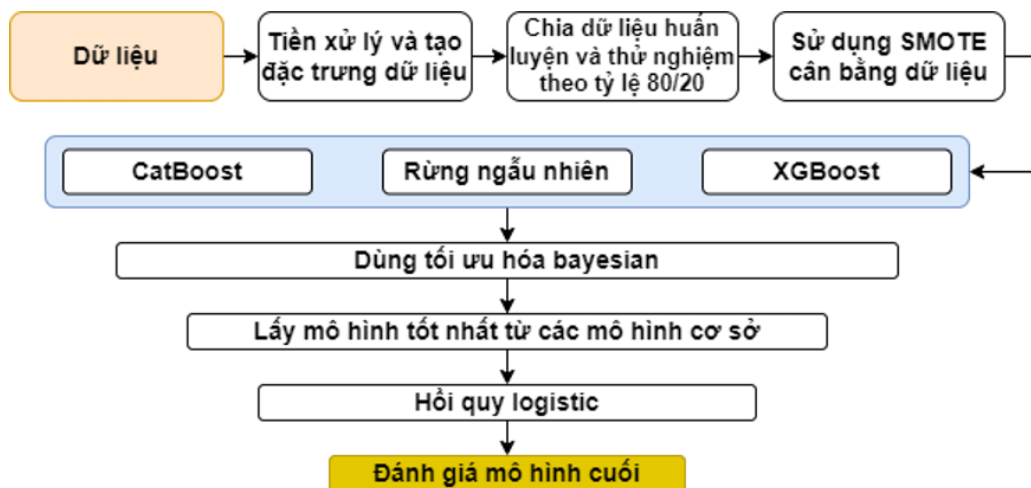 Dữ liệu
Tiền xử lý và tạo
đặc trưng dữ liệu
Chia dữ liệu huấn
luyện và thử nghiệm
theo tỷ lệ 80/20
Sử dụng SMOTE
cân bằng dữ liệu
CatBoost
Rừng ngẫu nhiên
XGBoost
Dùng tối ưu hóa bayesian
Lấy mô hình tốt nhất từ các mô hình cơ sở
Hồi quy logistic
Đánh giá mô hình cuối